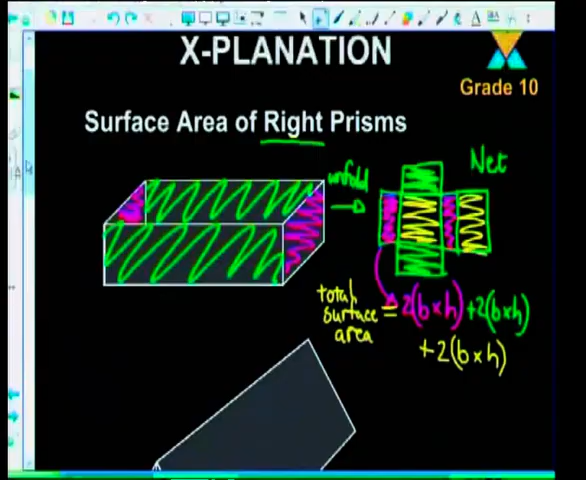 X-PLANATION
Grade 10
Surface Area of Right Prisms
unfold
Net
total surface area = 2(b×h) +2(b×h)
+2(b×h)